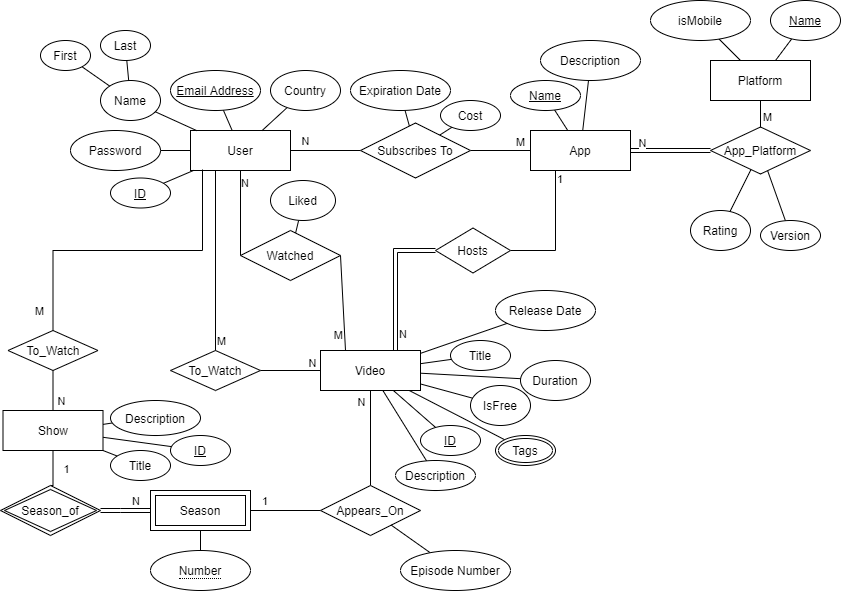 isMobile
Name
Last
First
Description
Platform
Email Address
Country
Expiration Date
Name
Name
Cost
M
User
N
Subscribes To
M
App
N
App_Platform
Password
ID
N
1
Liked
Rating
Version
Watched
Hosts
M
Release Date
M
M
N
To_Watch
To_Watch
N
Video
Title
Duration
N
N
IsFree
Show
Description
ID
Title
ID
Tags
1
Description
Season_of
N
Season
1
Appears_On
Number
Episode Number